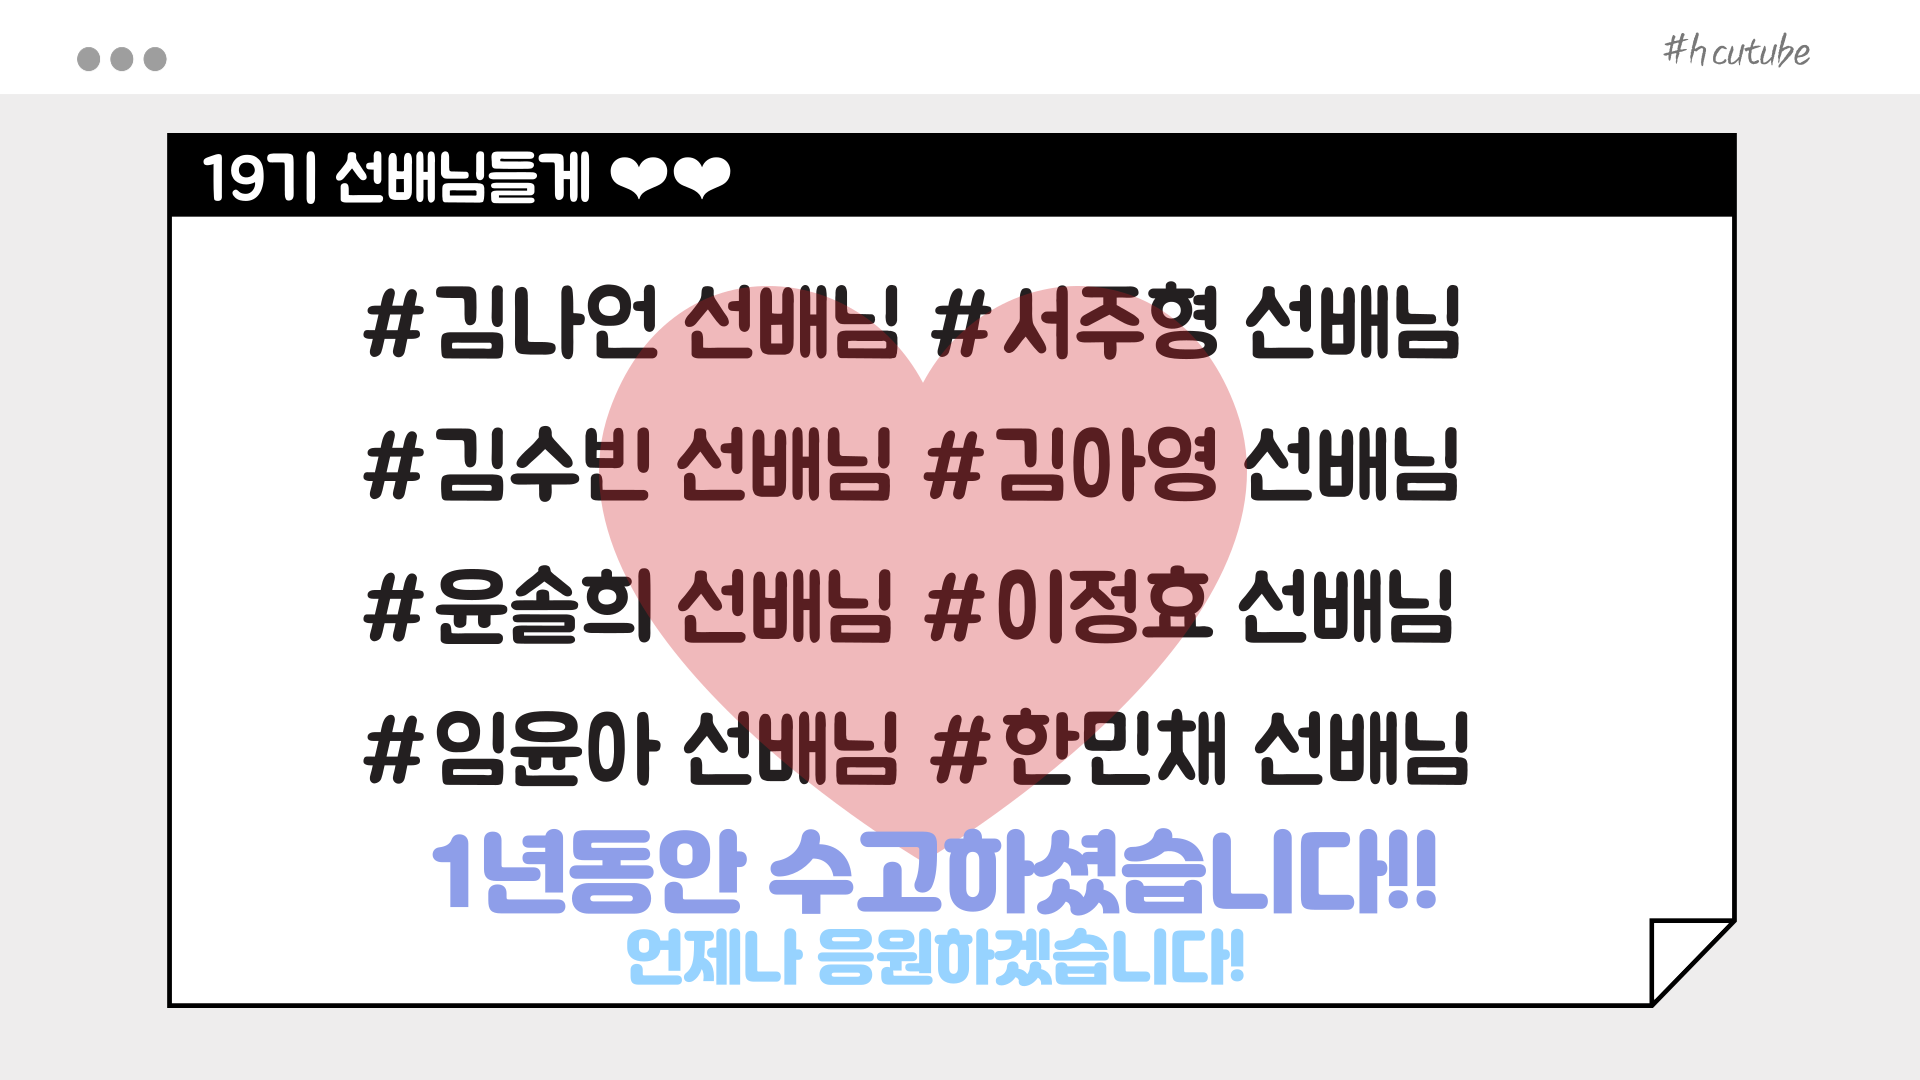 #h cutube
19기 선배님들게 ❤❤
#김나언 선배님 #서주형 선배님
#김수빈 선배님 #김아영 선배님
#윤솔희 선배님 #이정효 선배님
#임윤아 선배님 #한민채 선배님
1년동안 수고하셨습니다!!
언제나 응원하겠습니다!